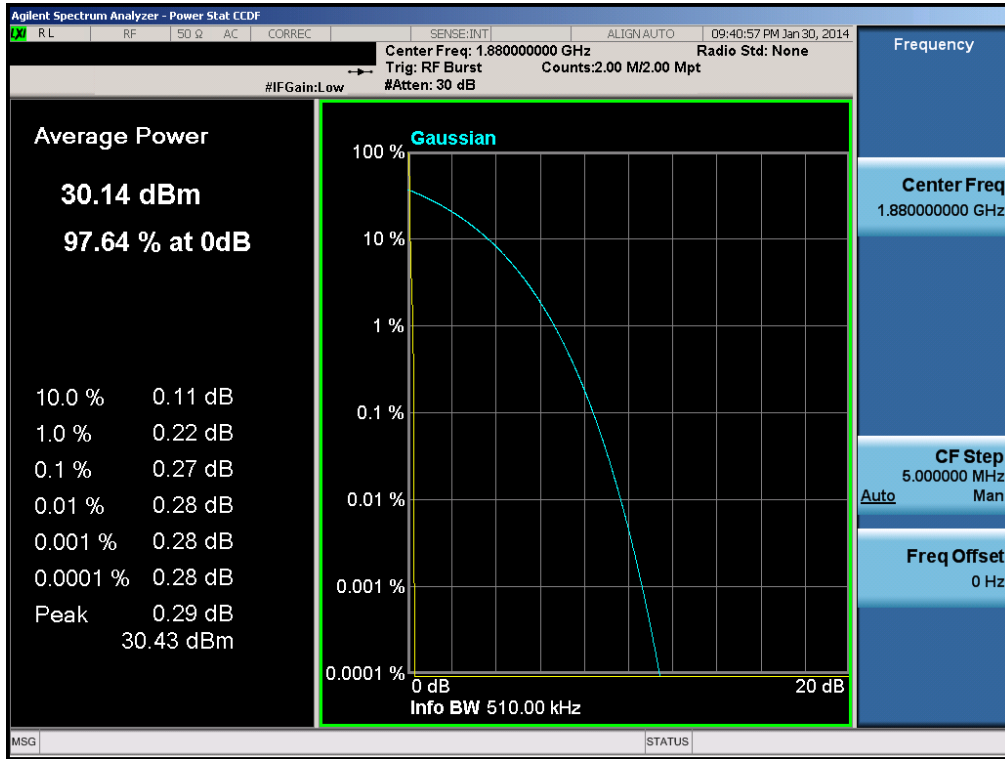 Agilent Spectrum Analyzer - Power Stat CCDF
LXI RL RF 50 Ω AC CORREC SENSE:INT ALIGN AUTO 09:40:57 PM Jan 30, 2014
Center Freq: 1.880000000 GHz Radio Std: None
Trig: RF Burst Counts:2.00 M/2.00 Mpt
#IFGain:Low #Atten: 30 dB
Average Power
30.14 dBm
97.64 % at 0dB
10.0 % 0.11 dB
1.0 % 0.22 dB
0.1 % 0.27 dB
0.01 % 0.28 dB
0.001 % 0.28 dB
0.0001 % 0.28 dB
Peak 0.29 dB
30.43 dBm
Gaussian
100 %
10 %
1 %
0.1 %
0.01 %
0.001 %
0.0001 %
0 dB 20 dB
Info BW 510.00 kHz
Frequency
Center Freq
1.880000000 GHz
CF Step
5.000000 MHz
Auto Man
Freq Offset
0 Hz
MSG STATUS